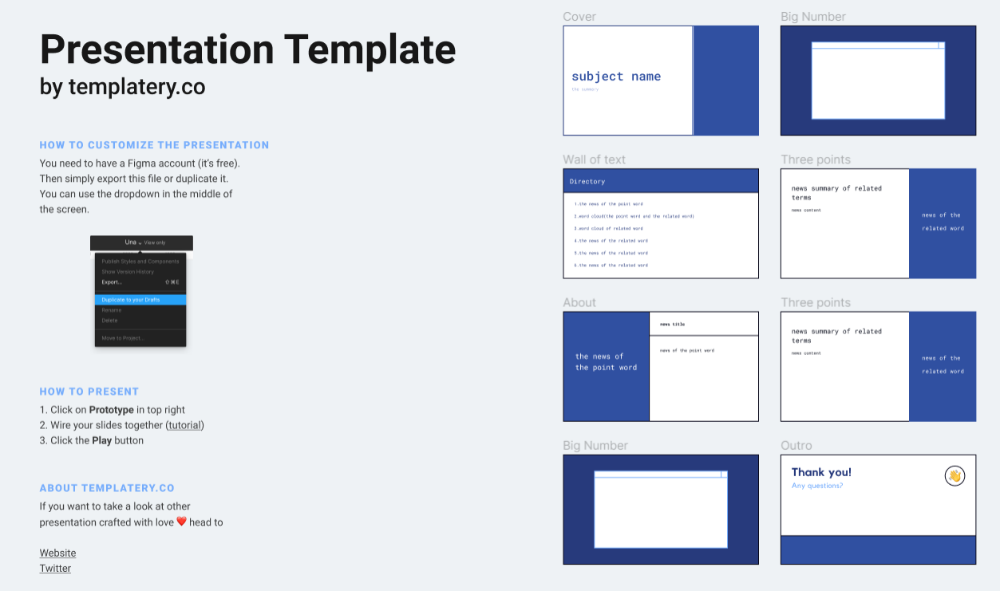 Presentation Template
by templatery.co
HOW TO CUSTOMIZE THE PRESENTATION
You need to have a Figma account (it's free).
Then simply export this file or duplicate it.
You can use the dropdown in the middle of
the screen.
Una ⌄ View only
Publish Styles and Components
Show Version History
Export... ⇧⌘E
Duplicate to your Drafts
Rename
Delete
Move to Project...
HOW TO PRESENT
1. Click on Prototype in top right
2. Wire your slides together (tutorial)
3. Click the Play button
ABOUT TEMPLATERY.CO
If you want to take a look at other
presentation crafted with love ❤️ head to
Website
Twitter
Cover
subject name
the summary
Big Number
Wall of text
Directory
1.the news of the point word
2.word cloud(the point word and the related word)
3.word cloud of related word
4.the news of the related word
5.the news of the related word
6.the news of the related word
Three points
news summary of related
terms
news content
news of the
related word
About
the news of
the point word
news title
news of the point word
Three points
news summary of related
terms
news content
news of the
related word
Big Number
Outro
Thank you!
Any questions?